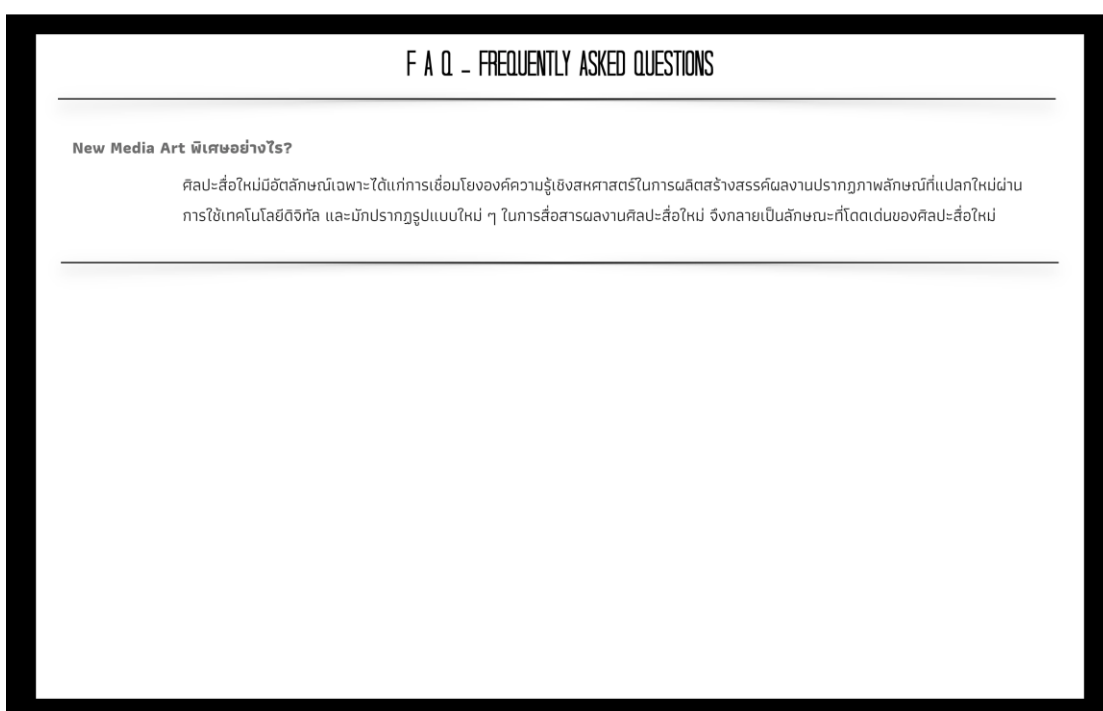 F A Q - FREQUENTLY ASKED QUESTIONS
New Media Art พิเศษอย่างไร?
ศิลปะสื่อใหม่มีอัตลักษณ์เฉพาะได้แก่การเชื่อมโยงองค์ความรู้เชิงสหศาสตร์ในการผลิตสร้างสรรค์ผลงานปรากฏภาพลักษณ์ที่แปลกใหม่ผ่าน
การใช้เทคโนโลยีดิจิทัล และมักปรากฏรูปแบบใหม่ ๆ ในการสื่อสารผลงานศิลปะสื่อใหม่ จึงกลายเป็นลักษณะที่โดดเด่นของศิลปะสื่อใหม่